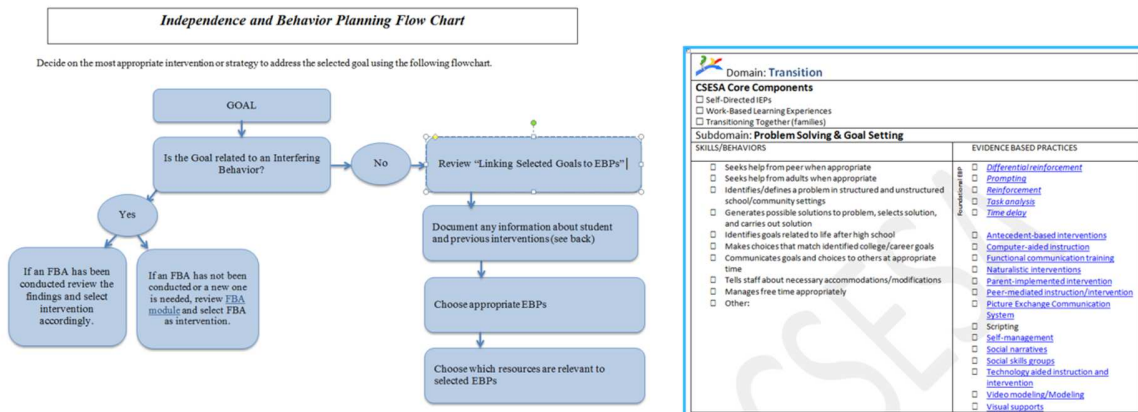 Independence and Behavior Planning Flow Chart
Decide on the most appropriate intervention or strategy to address the selected goal using the following flowchart.
GOAL
Is the Goal related to an Interfering
Behavior?
No
Review “Linking Selected Goals to EBPs”
Yes
Document any information about student
and previous interventions (see back)
If an FBA has been
conducted review the
findings and select
intervention
accordingly.
If an FBA has not been
conducted or a new one
is needed, review FBA
module and select FBA
as intervention.
Choose appropriate EBPs
Choose which resources are relevant to
selected EBPs
Domain: Transition
CSESA Core Components
Self-Directed IEPs
Work-Based Learning Experiences
Transitioning Together (families)
Subdomain: Problem Solving & Goal Setting
SKILLS/BEHAVIORS
Seeks help from peer when appropriate
Seeks help from adults when appropriate
Identifies/defines a problem in structured and unstructured
school/community settings
Generates possible solutions to problem, selects solution,
and carries out solution
Identifies goals related to life after high school
Makes choices that match identified college/career goals
Communicates goals and choices to others at appropriate
time
Tells staff about necessary accommodations/modifications
Manages free time appropriately
Other:
EVIDENCE BASED PRACTICES
Foundational EBP
Differential reinforcement
Prompting
Reinforcement
Task analysis
Time delay
Antecedent-based interventions
Computer-aided instruction
Functional communication training
Naturalistic interventions
Parent-implemented intervention
Peer-mediated instruction/intervention
Picture Exchange Communication
System
Scripting
Self-management
Social narratives
Social skills groups
Technology aided instruction and
intervention
Video modeling/Modeling
Visual supports
CSESA